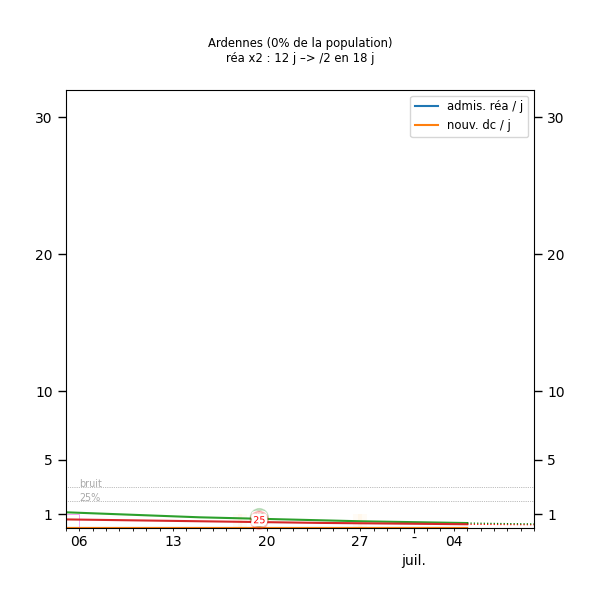 Ardennes (0% de la population)
réa x2 : 12 j –> /2 en 18 j
admis. réa / j
nouv. dc / j
30
30
20
20
10
10
5
5
bruit
25%
1
25
1
06 13 20 27 - 04
juil.